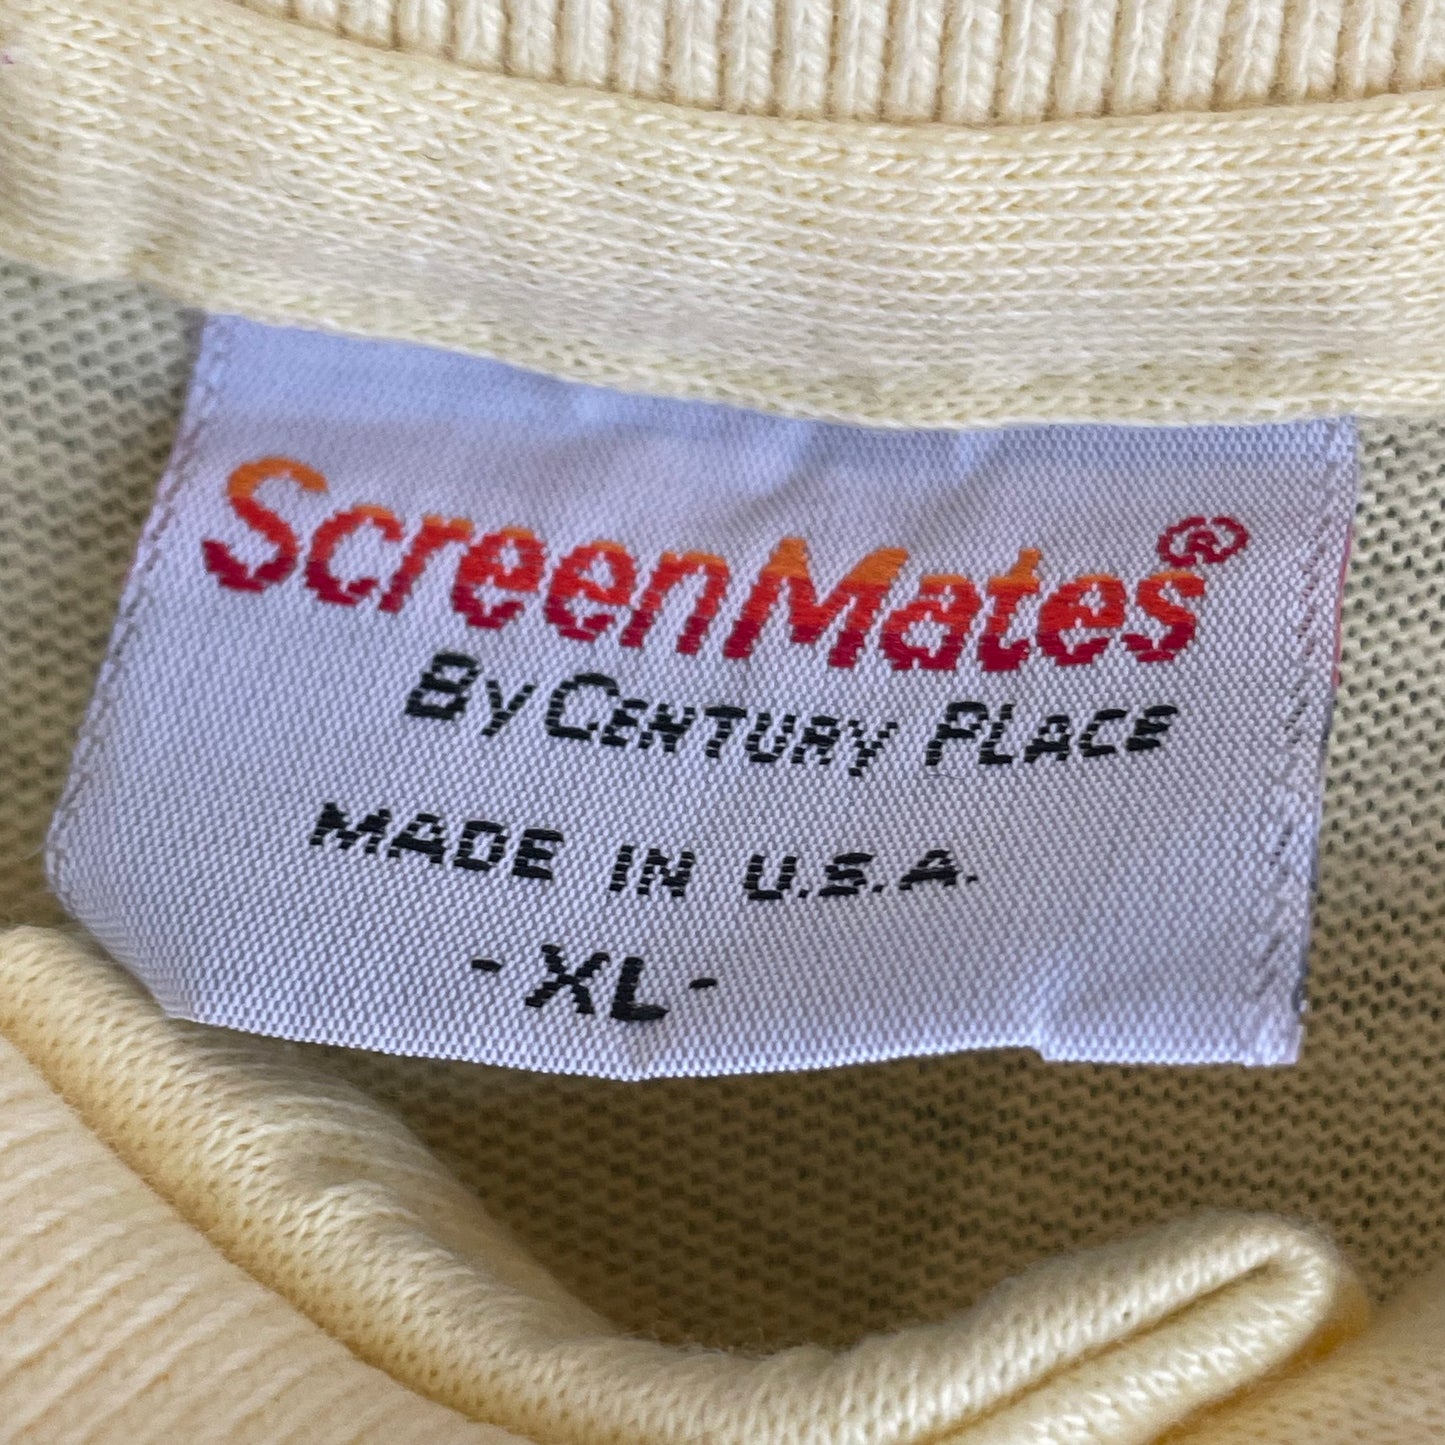 ScreenMates®
By Century Place
MADE IN U.S.A.
-XL-